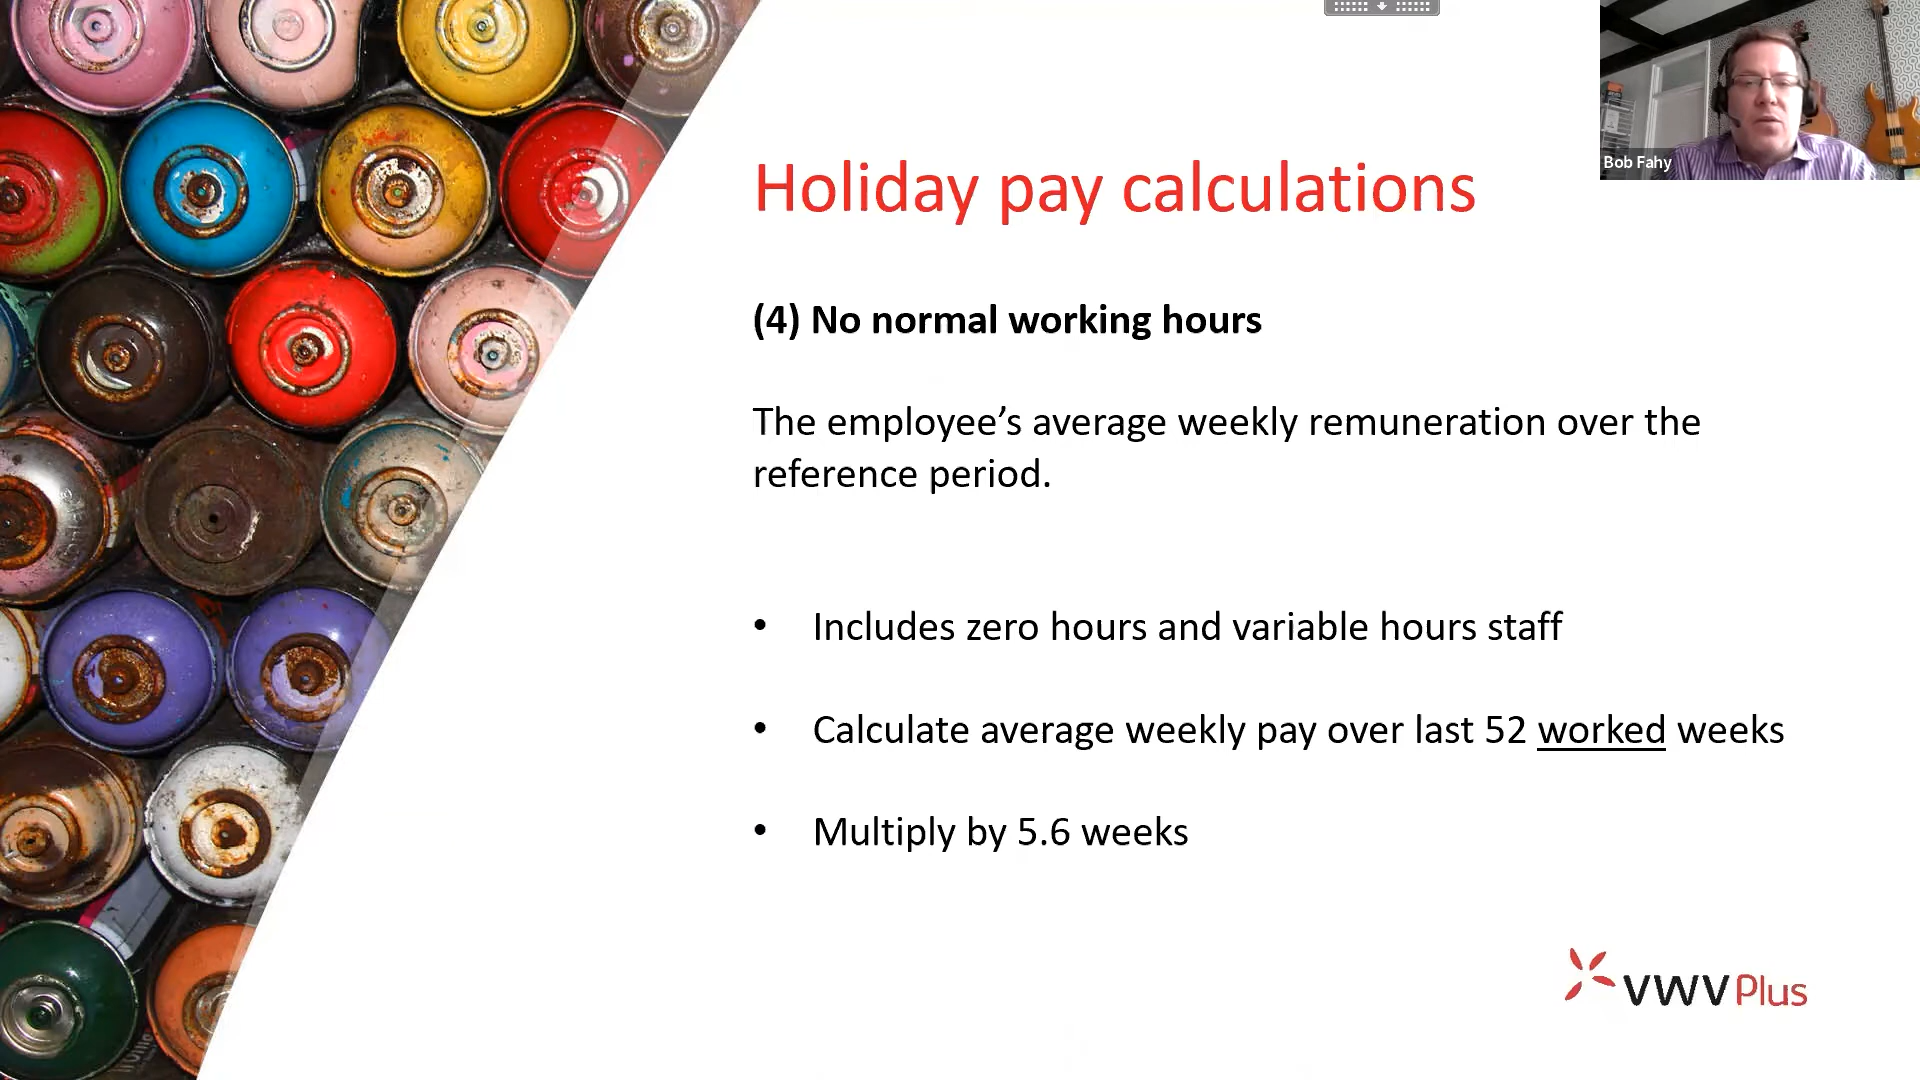 Bob Fahy
Holiday pay calculations
(4) No normal working hours
The employee’s average weekly remuneration over the
reference period.
• Includes zero hours and variable hours staff
• Calculate average weekly pay over last 52 worked weeks
• Multiply by 5.6 weeks
VWV Plus